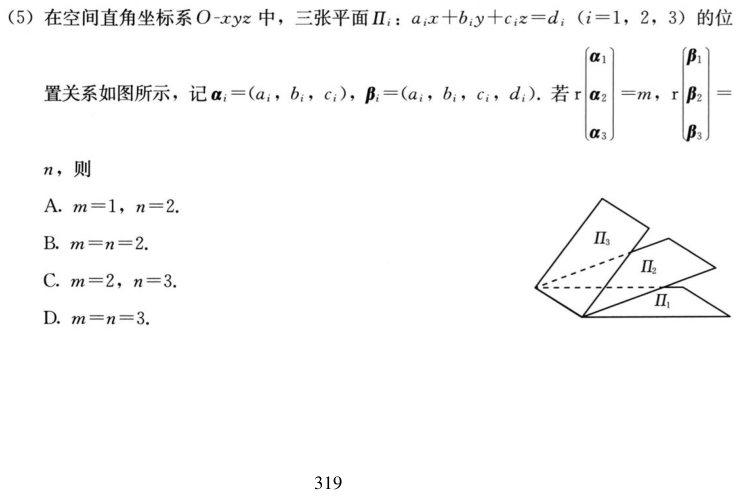 (5) 在空间直角坐标系 O-xyz 中，三张平面 Π_i：a_i x+b_i y+c_i z=d_i（i=1，2，3）的位
置关系如图所示，记 α_i=(a_i，b_i，c_i)，β_i=(a_i，b_i，c_i，d_i). 若 r[α_1 α_2 α_3]=m，r[β_1 β_2 β_3]=
n，则
A. m=1，n=2.
B. m=n=2.
C. m=2，n=3.
D. m=n=3.
Π_3
Π_2
Π_1
319